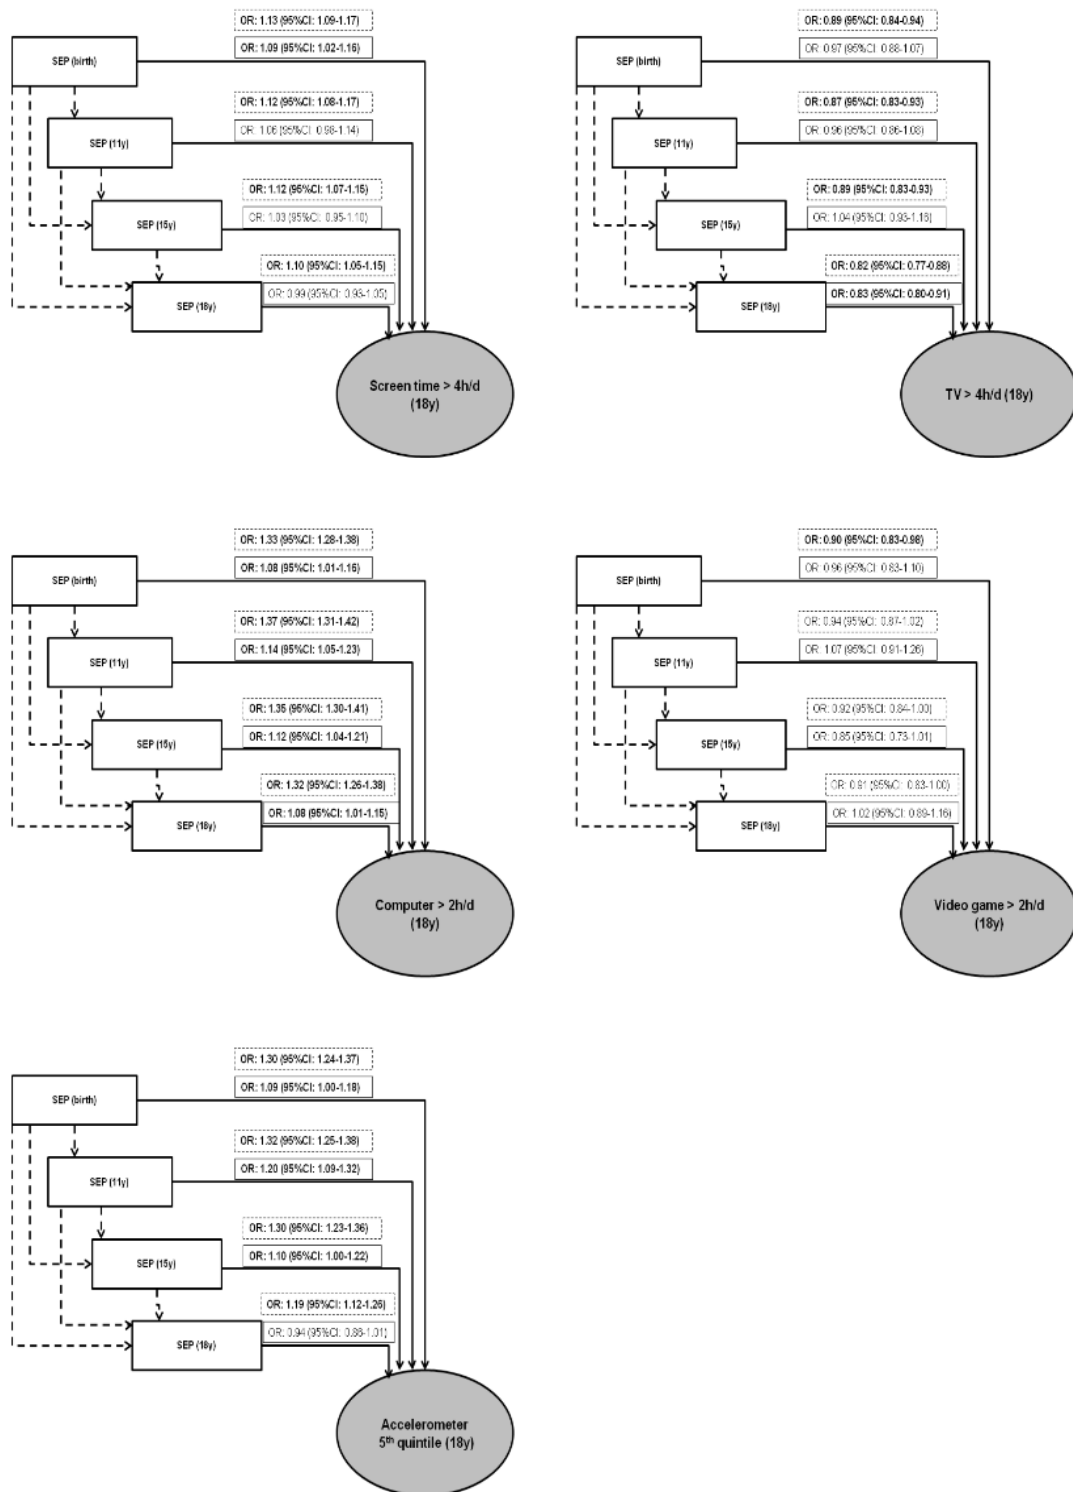 OR: 1.13 (95%CI: 1.09-1.17)
OR: 1.09 (95%CI: 1.02-1.16)
SEP (birth)
OR: 1.12 (95%CI: 1.08-1.17)
OR: 1.06 (95%CI: 0.98-1.14)
SEP (11y)
OR: 1.12 (95%CI: 1.07-1.15)
OR: 1.03 (95%CI: 0.95-1.10)
SEP (15y)
OR: 1.10 (95%CI: 1.05-1.15)
OR: 0.99 (95%CI: 0.93-1.05)
SEP (18y)
Screen time > 4h/d
(18y)
OR: 0.89 (95%CI: 0.84-0.94)
OR: 0.97 (95%CI: 0.88-1.07)
SEP (birth)
OR: 0.87 (95%CI: 0.83-0.93)
OR: 0.96 (95%CI: 0.86-1.08)
SEP (11y)
OR: 0.89 (95%CI: 0.83-0.93)
OR: 1.04 (95%CI: 0.93-1.16)
SEP (15y)
OR: 0.82 (95%CI: 0.77-0.88)
OR: 0.83 (95%CI: 0.80-0.91)
SEP (18y)
TV > 4h/d (18y)
OR: 1.33 (95%CI: 1.28-1.38)
OR: 1.08 (95%CI: 1.01-1.15)
SEP (birth)
OR: 1.37 (95%CI: 1.31-1.42)
OR: 1.14 (95%CI: 1.05-1.23)
SEP (11y)
OR: 1.35 (95%CI: 1.30-1.41)
OR: 1.12 (95%CI: 1.04-1.21)
SEP (15y)
OR: 1.32 (95%CI: 1.26-1.38)
OR: 1.08 (95%CI: 1.01-1.15)
SEP (18y)
Computer > 2h/d
(18y)
OR: 0.90 (95%CI: 0.83-0.98)
OR: 0.96 (95%CI: 0.83-1.10)
SEP (birth)
OR: 0.94 (95%CI: 0.87-1.02)
OR: 1.07 (95%CI: 0.91-1.26)
SEP (11y)
OR: 0.92 (95%CI: 0.84-1.00)
OR: 0.85 (95%CI: 0.73-1.01)
SEP (15y)
OR: 0.91 (95%CI: 0.83-1.00)
OR: 1.02 (95%CI: 0.89-1.16)
SEP (18y)
Video game > 2h/d
(18y)
OR: 1.30 (95%CI: 1.24-1.37)
OR: 1.09 (95%CI: 1.00-1.18)
SEP (birth)
OR: 1.32 (95%CI: 1.25-1.38)
OR: 1.20 (95%CI: 1.09-1.32)
SEP (11y)
OR: 1.30 (95%CI: 1.23-1.36)
OR: 1.10 (95%CI: 1.00-1.22)
SEP (15y)
OR: 1.19 (95%CI: 1.12-1.26)
OR: 0.94 (95%CI: 0.88-1.01)
SEP (18y)
Accelerometer
5th quintile (18y)